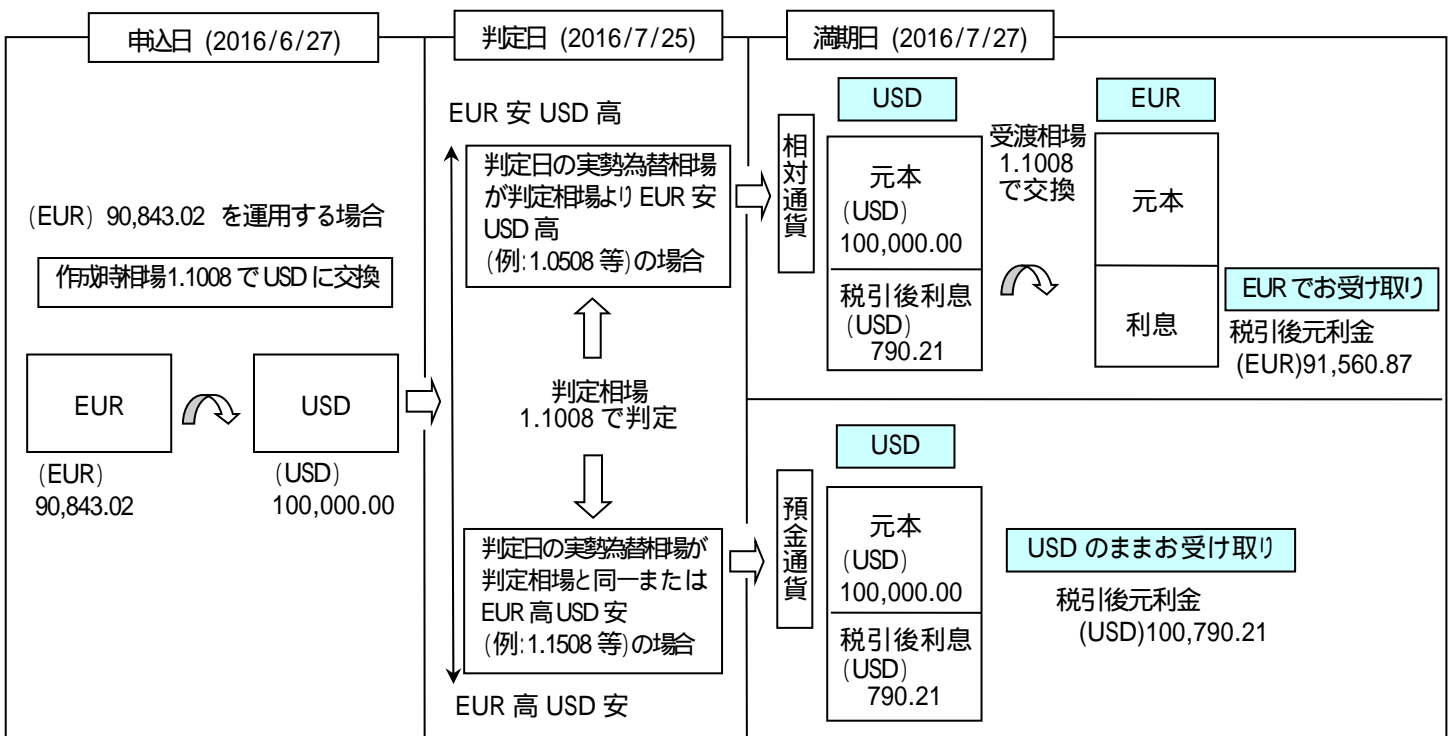 申込日 (2016/6/27)
(EUR) 90,843.02 を運用する場合
作成時相場1.1008 で USD に交換
EUR
(EUR)
90,843.02
USD
(USD)
100,000.00
判定日 (2016/7/25)
EUR 安 USD 高
判定日の実勢為替相場
が判定相場より EUR 安
USD 高
(例:1.0508 等)の場合
判定相場
1.1008 で判定
判定日の実勢為替相場が
判定相場と同一または
EUR 高 USD 安
(例:1.1508 等)の場合
EUR 高 USD 安
満期日 (2016/7/27)
相対通貨
USD
元本
(USD)
100,000.00
税引後利息
(USD)
790.21
受渡相場
1.1008
で交換
EUR
元本
利息
EUR でお受け取り
税引後元利金
(EUR)91,560.87
預金通貨
USD
元本
(USD)
100,000.00
税引後利息
(USD)
790.21
USD のままお受け取り
税引後元利金
(USD)100,790.21